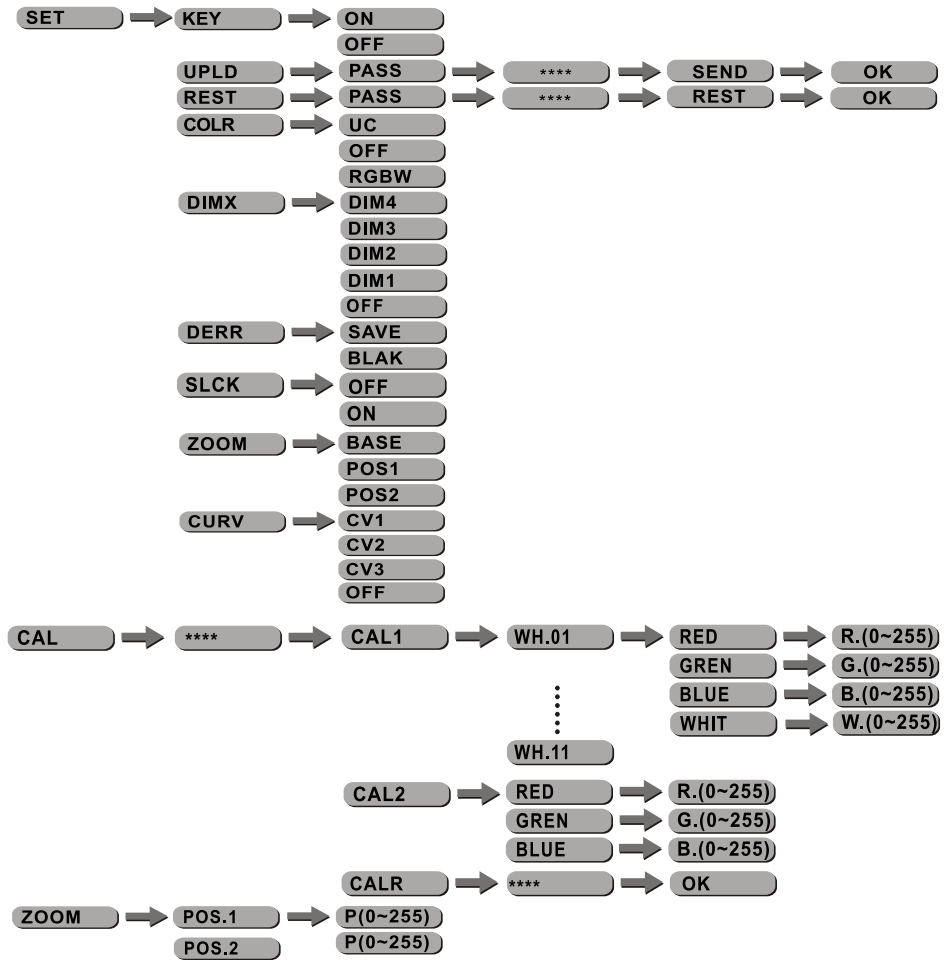 SET KEY ON
OFF
UPLD PASS **** SEND OK
REST PASS **** REST OK
COLR UC
OFF
RGBW
DIMX DIM4
DIM3
DIM2
DIM1
OFF
DERR SAVE
BLAK
SLCK OFF
ON
ZOOM BASE
POS1
POS2
CURV CV1
CV2
CV3
OFF
CAL **** CAL1 WH.01 RED R.(0~255)
GREN G.(0~255)
BLUE B.(0~255)
WHIT W.(0~255)
WH.11
CAL2 RED R.(0~255)
GREN G.(0~255)
BLUE B.(0~255)
CALR **** OK
ZOOM POS.1 P(0~255)
POS.2 P(0~255)